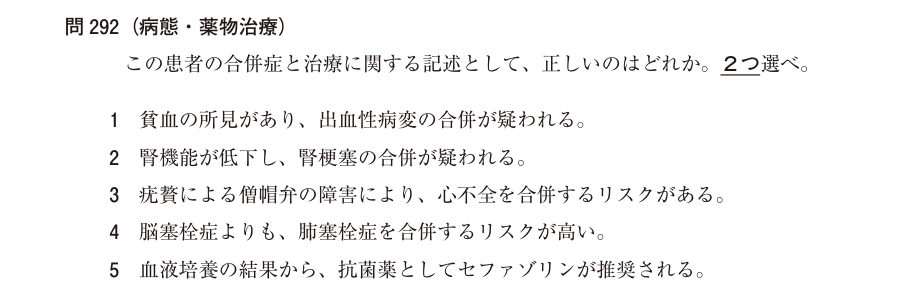 問 292（病態・薬物治療）
この患者の合併症と治療に関する記述として、正しいのはどれか。２つ選べ。
1 貧血の所見があり、出血性病変の合併が疑われる。
2 腎機能が低下し、腎梗塞の合併が疑われる。
3 疣贅による僧帽弁の障害により、心不全を合併するリスクがある。
4 脳塞栓症よりも、肺塞栓症を合併するリスクが高い。
5 血液培養の結果から、抗菌薬としてセファゾリンが推奨される。